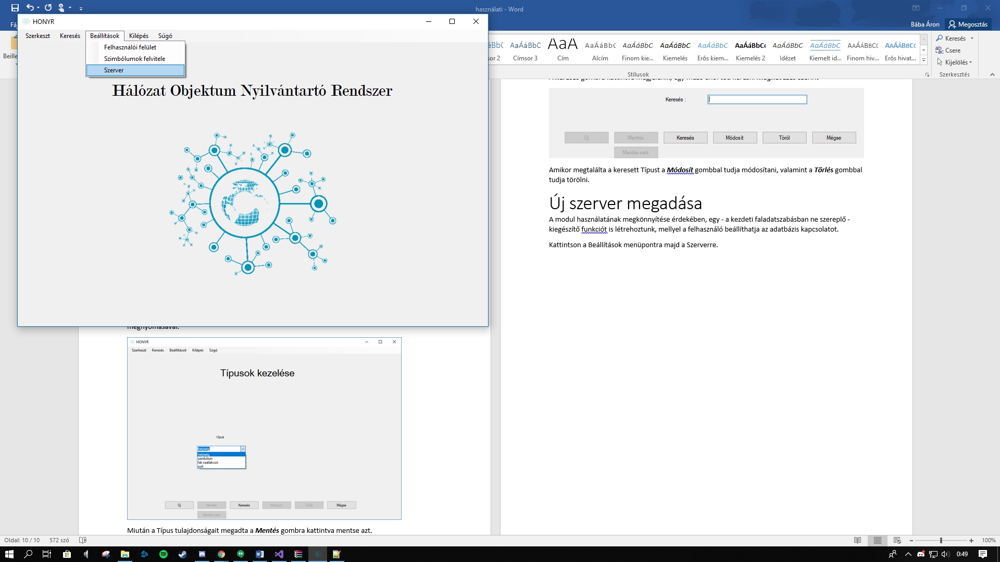 használati - Word
Bába Áron
Megosztás
HONYR
Szerkeszt Keresés Beállítások Kilépés Súgó
Felhasználói felület
Szimbólumok felvitele
Szerver
Hálózat Objektum Nyilvántartó Rendszer
AaÁáBbC AaA AaÁáBbC AaÁáBbC AaÁáBbC AaÁáBbC AaÁáBbC AaÁáBbC AaÁáBbC AaÁáBbC AaÁáBbC
Címsor 3 Cím Alcím Finom kie... Kiemelés Erős kiem... Kiemelés 2 Idézet Kiemelt id... Finom hiv... Erős hivat...
Stílusok
Keresés
Csere
Kijelölés
Szerkesztés
Keresés :
Új Mentés Keresés Módosít Töröl Mégse
Mentés mint
Amikor megtalálta a keresett Típust a Módosít gombbal tudja módosítani, valamint a Törlés gombbal
tudja törölni.
Új szerver megadása
A modul használatának megkönnyítése érdekében, egy - a kezdeti faladatszabásban ne szereplő -
kiegészítő funkciót is létrehoztunk, mellyel a felhasználó beállíthatja az adatbázis kapcsolatot.
Kattintson a Beállítások menüpontra majd a Szerverre.
megnyomásával.
HONYR
Szerkeszt Keresés Beállítások Kilépés Súgó
Típusok kezelése
típus
helyiség
helyiség
szimbólum
fali csatlakozó
port
Új Mentés Keresés Módosít Töröl Mégse
Mentés mint
Miután a Típus tulajdonságait megadta a Mentés gombra kattintva mentse azt.
Oldal: 10 / 10 572 szó
100%
0:49